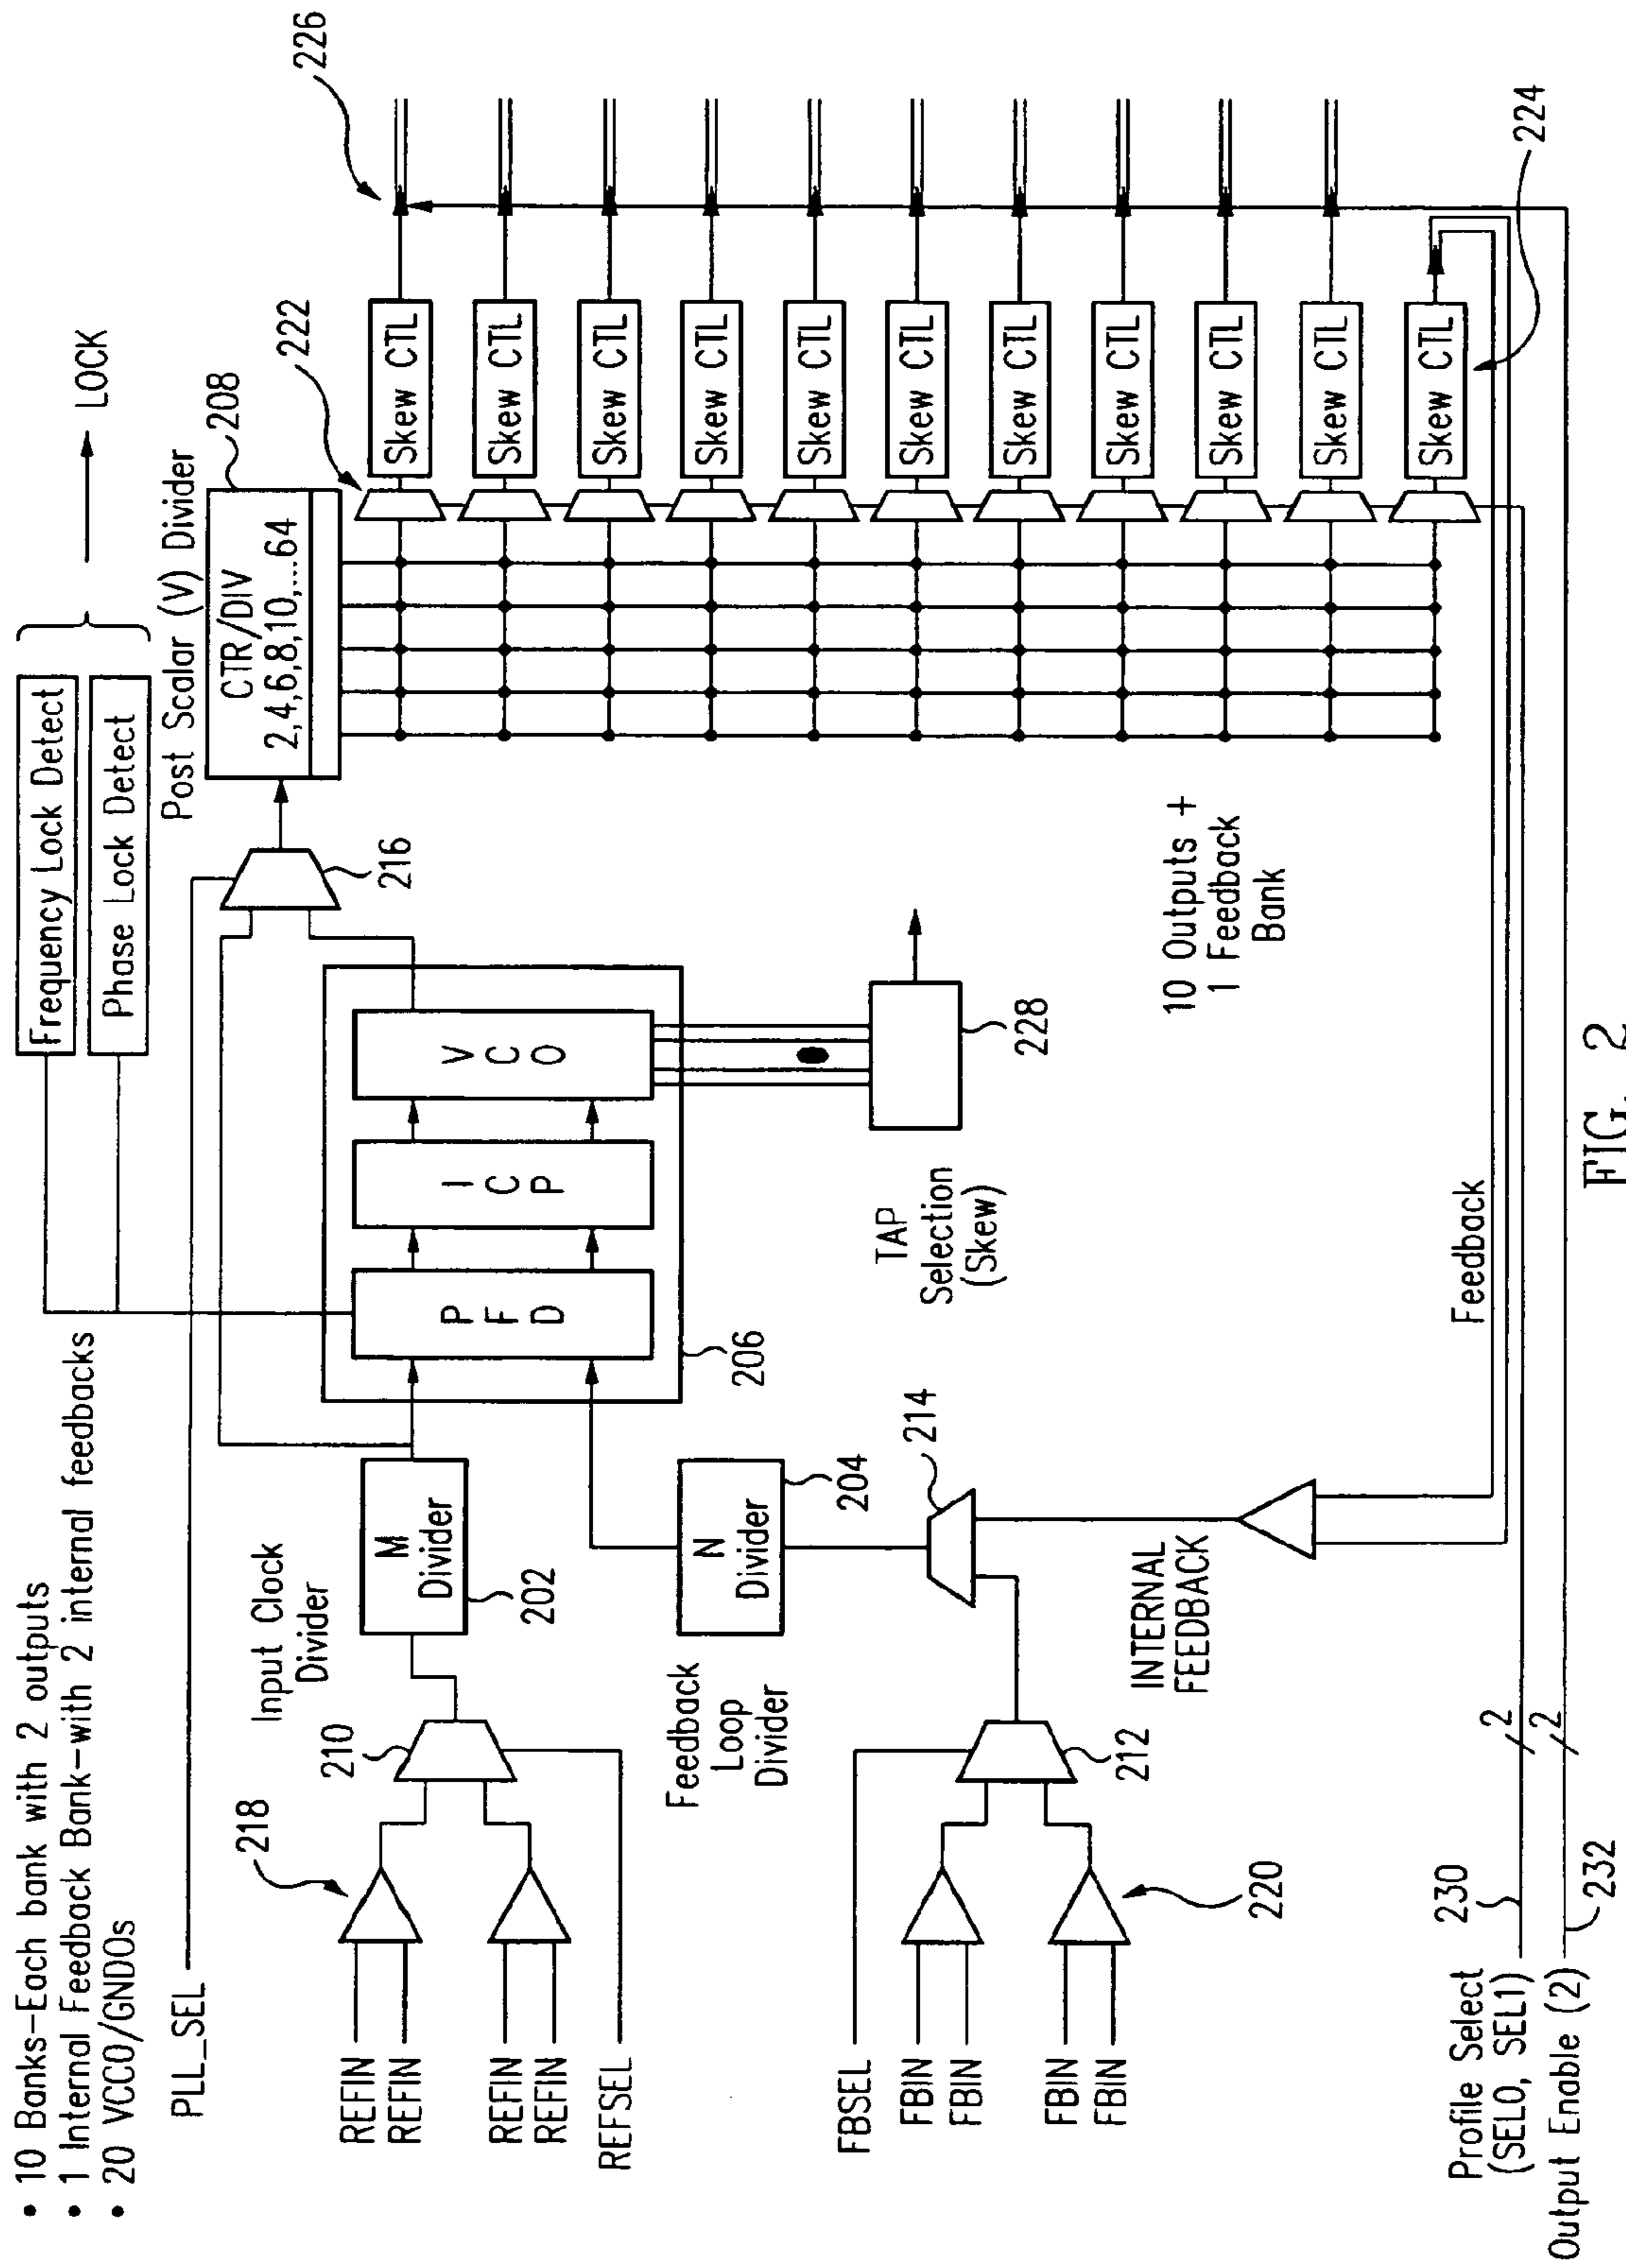 • 10 Banks-Each bank with 2 outputs
• 1 Internal Feedback Bank-with 2 internal feedbacks
• 20 VCCO/GNDOs
Frequency Lock Detect
Phase Lock Detect
LOCK
PLL_SEL
Post Scalar (V) Divider
208
CTR/DIV
2,4,6,8,10,...64
216
222
226
Input Clock
Divider
M
Divider
202
210
218
REFIN
REFIN
REFIN
REFIN
REFSEL
P
F
D
I
C
P
V
C
O
206
TAP
Selection
(Skew)
228
Feedback
Loop
Divider
N
Divider
204
214
212
220
FBSEL
FBIN
FBIN
FBIN
FBIN
INTERNAL
FEEDBACK
10 Outputs +
1 Feedback
Bank
Skew CTL
Skew CTL
Skew CTL
Skew CTL
Skew CTL
Skew CTL
Skew CTL
Skew CTL
Skew CTL
Skew CTL
Skew CTL
224
Feedback
Profile Select
(SEL0, SEL1)
230
2
Output Enable (2)
232
2
FIG. 2